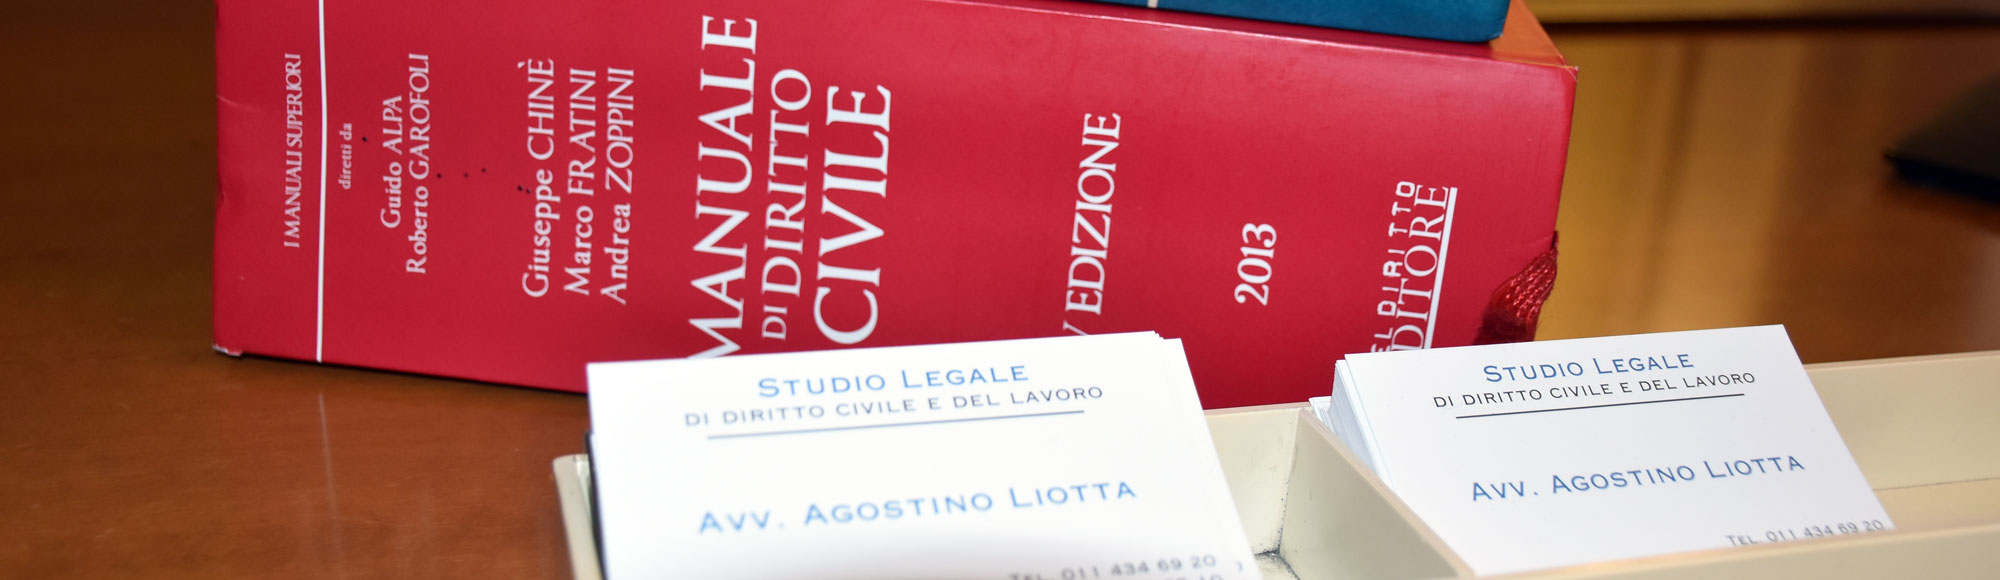 I MANUALI SUPERIORI
diretti da
Guido ALPA
Roberto GAROFOLI
Giuseppe CHINÈ
Marco FRATINI
Andrea ZOPPINI
MANUALE
DI DIRITTO
CIVILE
V EDIZIONE
2013
ELDIRITTO
DITORE
STUDIO LEGALE
DI DIRITTO CIVILE E DEL LAVORO
AVV. AGOSTINO LIOTTA
TEL. 011 434 69 20
STUDIO LEGALE
DI DIRITTO CIVILE E DEL LAVORO
AVV. AGOSTINO LIOTTA
TEL. 011 434 69 20